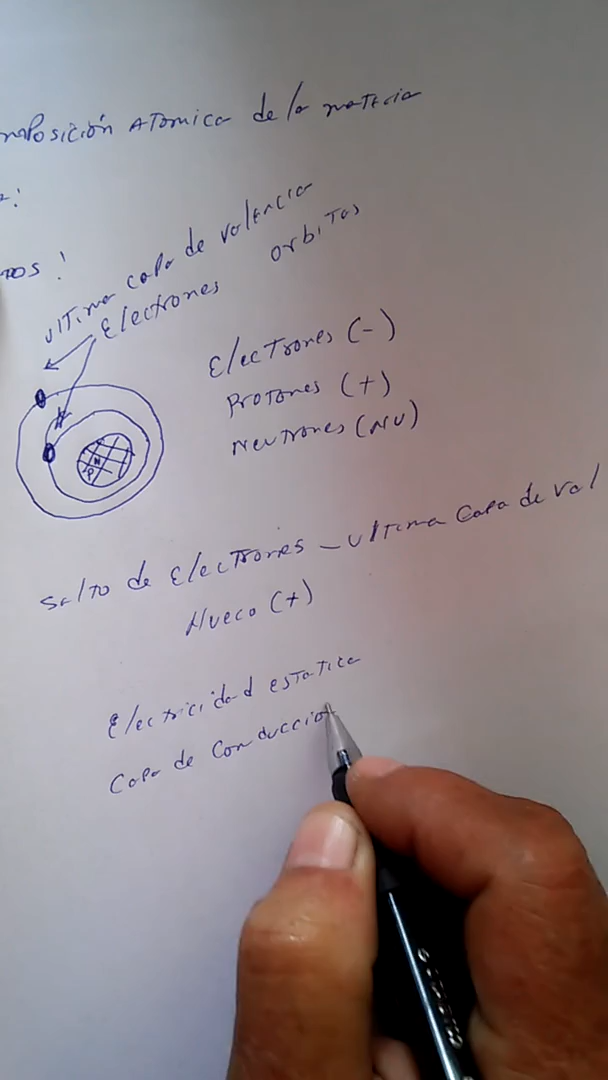 mposición Atomica de la materia
tos!
ultima capa de valencia
Electrones orbitas
Electrones (-)
Protones (+)
Neutrones (NU)
N
P
Salto de Electrones - ultima Capa de Val
Hueco (+)
Electricidad estatica
Capa de Conduccion